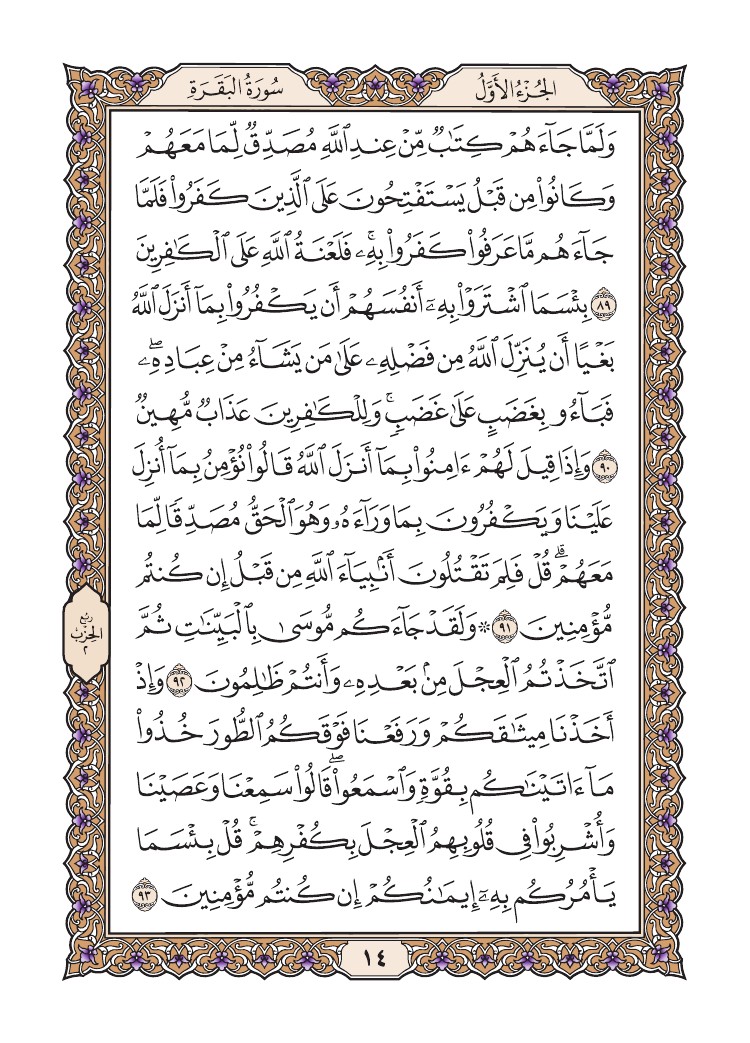 الجُزْءُ الأَوَّلُ
سُورَةُ البَقَرَةِ
وَلَمَّا جَآءَهُمْ كِتَٰبٌ مِّنْ عِندِ ٱللَّهِ مُصَدِّقٌ لِّمَا مَعَهُمْ
وَكَانُوا۟ مِن قَبْلُ يَسْتَفْتِحُونَ عَلَى ٱلَّذِينَ كَفَرُوا۟ فَلَمَّا
جَآءَهُم مَّا عَرَفُوا۟ كَفَرُوا۟ بِهِۦۚ فَلَعْنَةُ ٱللَّهِ عَلَى ٱلْكَٰفِرِينَ
٨٩ بِئْسَمَا ٱشْتَرَوْا۟ بِهِۦٓ أَنفُسَهُمْ أَن يَكْفُرُوا۟ بِمَآ أَنزَلَ ٱللَّهُ
بَغْيًا أَن يُنَزِّلَ ٱللَّهُ مِن فَضْلِهِۦ عَلَىٰ مَن يَشَآءُ مِنْ عِبَادِهِۦۖ
فَبَآءُو بِغَضَبٍ عَلَىٰ غَضَبٍۚ وَلِلْكَٰفِرِينَ عَذَابٌ مُّهِينٌ
٩٠ وَإِذَا قِيلَ لَهُمْ ءَامِنُوا۟ بِمَآ أَنزَلَ ٱللَّهُ قَالُوا۟ نُؤْمِنُ بِمَآ أُنزِلَ
عَلَيْنَا وَيَكْفُرُونَ بِمَا وَرَآءَهُۥ وَهُوَ ٱلْحَقُّ مُصَدِّقًا لِّمَا
مَعَهُمْۗ قُلْ فَلِمَ تَقْتُلُونَ أَنۢبِيَآءَ ٱللَّهِ مِن قَبْلُ إِن كُنتُم
مُّؤْمِنِينَ ٩١ ۞ وَلَقَدْ جَآءَكُم مُّوسَىٰ بِٱلْبَيِّنَٰتِ ثُمَّ
ٱتَّخَذْتُمُ ٱلْعِجْلَ مِنۢ بَعْدِهِۦ وَأَنتُمْ ظَٰلِمُونَ ٩٢ وَإِذْ
أَخَذْنَا مِيثَٰقَكُمْ وَرَفَعْنَا فَوْقَكُمُ ٱلطُّورَ خُذُوا۟
مَآ ءَاتَيْنَٰكُم بِقُوَّةٍ وَٱسْمَعُوا۟ۖ قَالُوا۟ سَمِعْنَا وَعَصَيْنَا
وَأُشْرِبُوا۟ فِى قُلُوبِهِمُ ٱلْعِجْلَ بِكُفْرِهِمْۚ قُلْ بِئْسَمَا
يَأْمُرُكُم بِهِۦٓ إِيمَٰنُكُمْ إِن كُنتُم مُّؤْمِنِينَ ٩٣
رُبْعُ
الحِزْبِ
٢
١٤